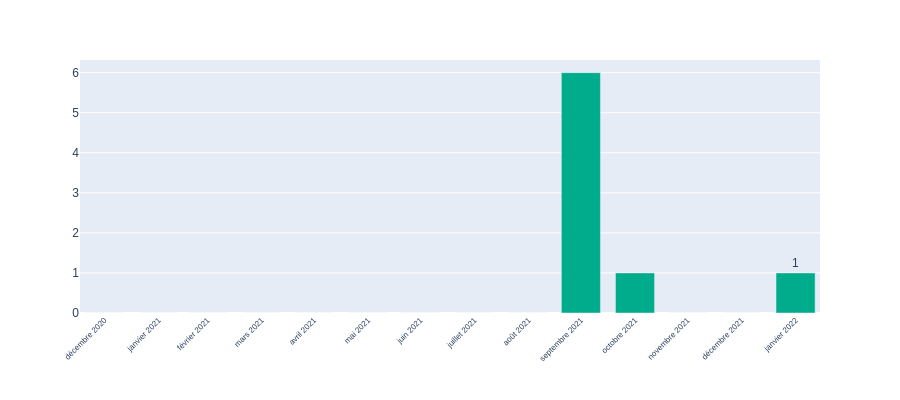 6
5
4
3
2
1
0
1
décembre 2020
janvier 2021
février 2021
mars 2021
avril 2021
mai 2021
juin 2021
juillet 2021
août 2021
septembre 2021
octobre 2021
novembre 2021
décembre 2021
janvier 2022